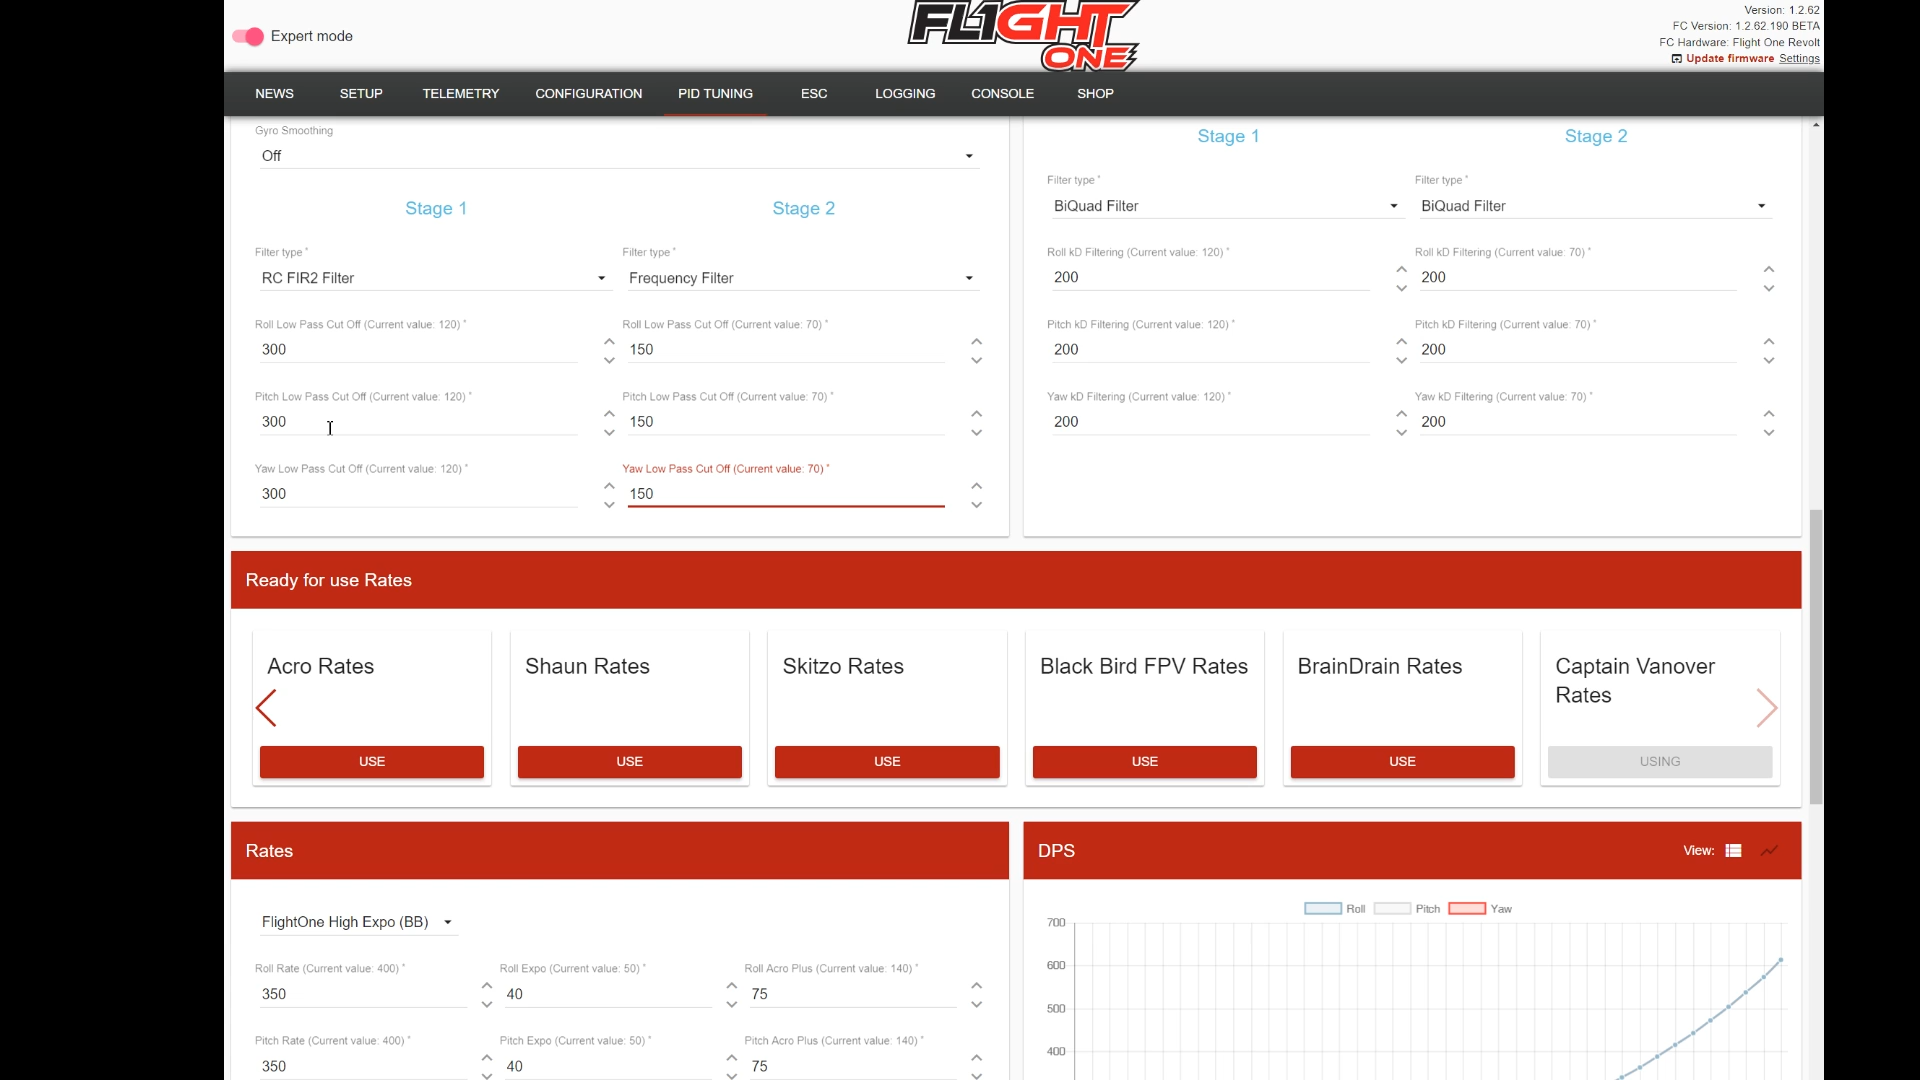 Expert mode
FLIGHT
ONE
Version: 1.2.62
FC Version: 1.2.62.190 BETA
FC Hardware: Flight One Revolt
Update firmware Settings
NEWS SETUP TELEMETRY CONFIGURATION PID TUNING ESC LOGGING CONSOLE SHOP
Gyro Smoothing
Off
Stage 1 Stage 2
Filter type * Filter type *
RC FIR2 Filter Frequency Filter
Roll Low Pass Cut Off (Current value: 120) * Roll Low Pass Cut Off (Current value: 70) *
300 150
Pitch Low Pass Cut Off (Current value: 120) * Pitch Low Pass Cut Off (Current value: 70) *
300 150
Yaw Low Pass Cut Off (Current value: 120) * Yaw Low Pass Cut Off (Current value: 70) *
300 150
Stage 1 Stage 2
Filter type * Filter type *
BiQuad Filter BiQuad Filter
Roll kD Filtering (Current value: 120) * Roll kD Filtering (Current value: 70) *
200 200
Pitch kD Filtering (Current value: 120) * Pitch kD Filtering (Current value: 70) *
200 200
Yaw kD Filtering (Current value: 120) * Yaw kD Filtering (Current value: 70) *
200 200
Ready for use Rates
Acro Rates
USE
Shaun Rates
USE
Skitzo Rates
USE
Black Bird FPV Rates
USE
BrainDrain Rates
USE
Captain Vanover
Rates
USING
Rates
FlightOne High Expo (BB)
Roll Rate (Current value: 400) * Roll Expo (Current value: 50) * Roll Acro Plus (Current value: 140) *
350 40 75
Pitch Rate (Current value: 400) * Pitch Expo (Current value: 50) * Pitch Acro Plus (Current value: 140) *
350 40 75
DPS View:
Roll Pitch Yaw
700
600
500
400